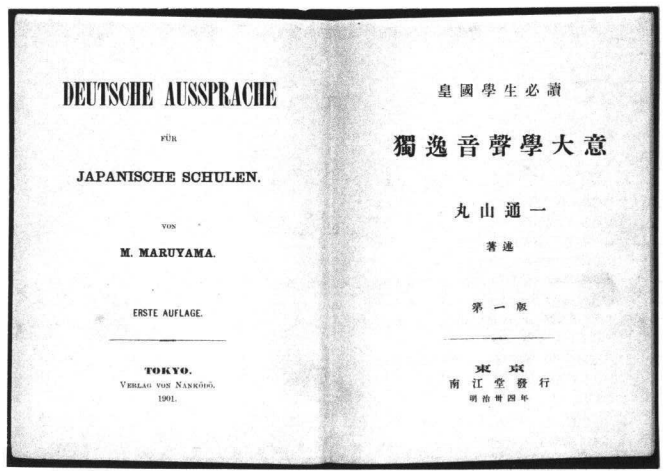 DEUTSCHE AUSSPRACHE
FÜR
JAPANISCHE SCHULEN.
VON
M. MARUYAMA.
ERSTE AUFLAGE.
TOKYO.
VERLAG VON NANKŌDŌ.
1901.
皇國學生必讀
獨逸音聲學大意
丸山通一
著述
第一版
東京
南江堂發行
明治卅四年